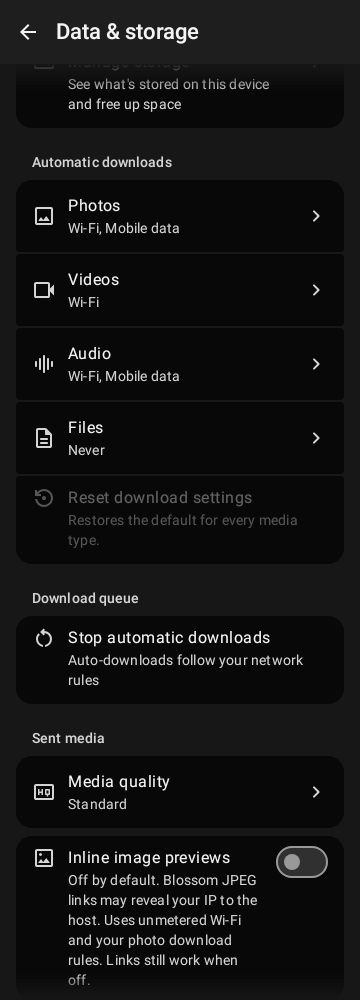 Data & storage
See what's stored on this device
and free up space
Automatic downloads
Photos
Wi-Fi, Mobile data
Videos
Wi-Fi
Audio
Wi-Fi, Mobile data
Files
Never
Reset download settings
Restores the default for every media
type.
Download queue
Stop automatic downloads
Auto-downloads follow your network
rules
Sent media
HQ
Media quality
Standard
Inline image previews
Off by default. Blossom JPEG
links may reveal your IP to the
host. Uses unmetered Wi-Fi
and your photo download
rules. Links still work when
off.